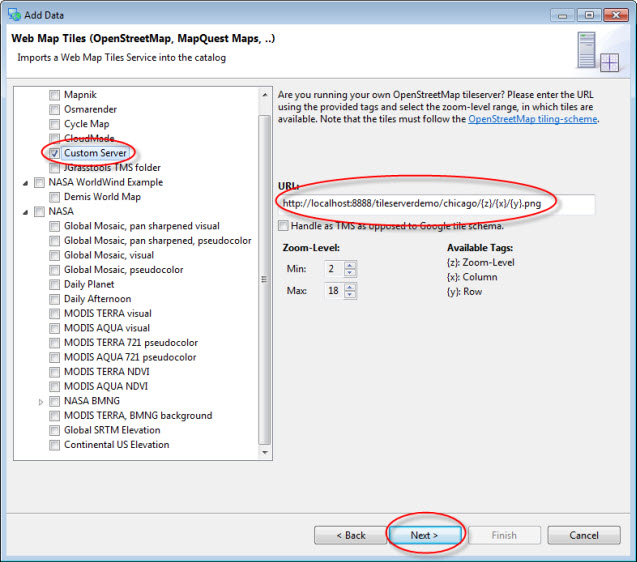 Add Data
Web Map Tiles (OpenStreetMap, MapQuest Maps, ..)
Imports a Web Map Tiles Service into the catalog
Mapnik
Osmarender
Cycle Map
CloudMade
Custom Server
JGrasstools TMS folder
NASA WorldWind Example
Demis World Map
NASA
Global Mosaic, pan sharpened visual
Global Mosaic, pan sharpened, pseudocolor
Global Mosaic, visual
Global Mosaic, pseudocolor
Daily Planet
Daily Afternoon
MODIS TERRA visual
MODIS AQUA visual
MODIS TERRA 721 pseudocolor
MODIS AQUA 721 pseudocolor
MODIS TERRA NDVI
MODIS AQUA NDVI
NASA BMNG
MODIS TERRA, BMNG background
Global SRTM Elevation
Continental US Elevation
Are you running your own OpenStreetMap tileserver? Please enter the URL
using the provided tags and select the zoom-level range, in which tiles are
available. Note that the tiles must follow the OpenStreetMap tiling-scheme.
URL:
http://localhost:8888/tileserverdemo/chicago/{z}/{x}/{y}.png
Handle as TMS as opposed to Google tile schema.
Zoom-Level:
Min: 2
Max: 18
Available Tags:
{z}: Zoom-Level
{x}: Column
{y}: Row
< Back
Next >
Finish
Cancel